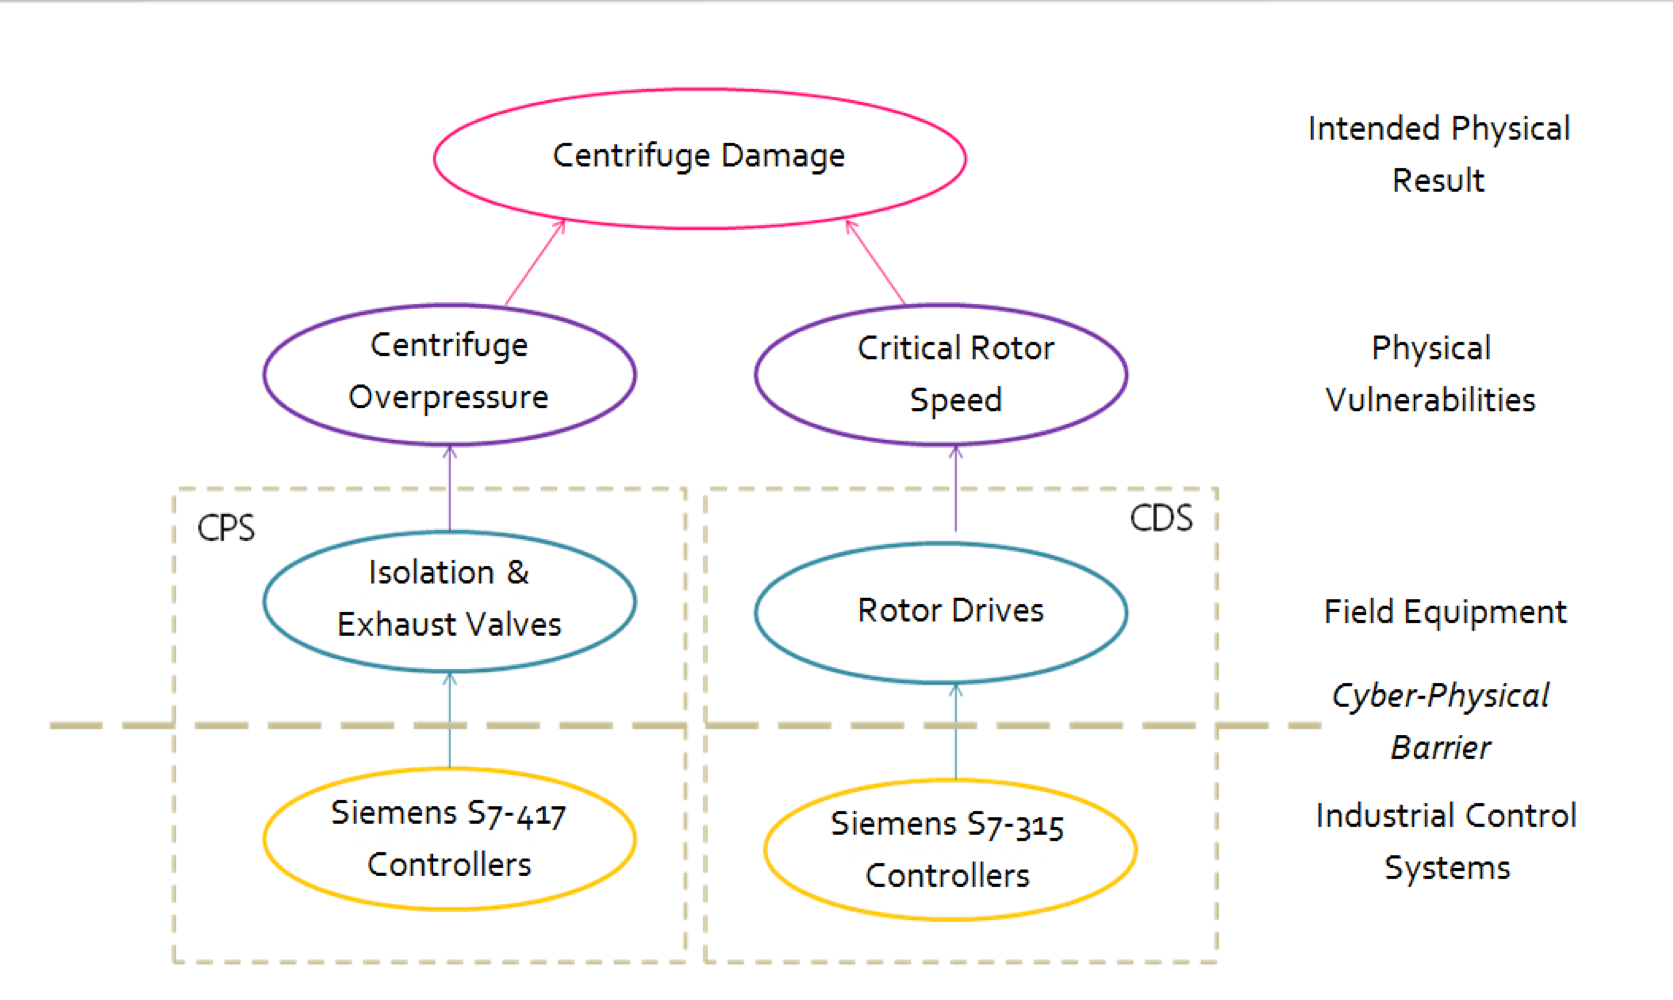 Centrifuge Damage
Intended Physical
Result
Centrifuge
Overpressure
Critical Rotor
Speed
Physical
Vulnerabilities
CPS
CDS
Isolation &
Exhaust Valves
Rotor Drives
Field Equipment
Cyber-Physical
Barrier
Siemens S7-417
Controllers
Siemens S7-315
Controllers
Industrial Control
Systems